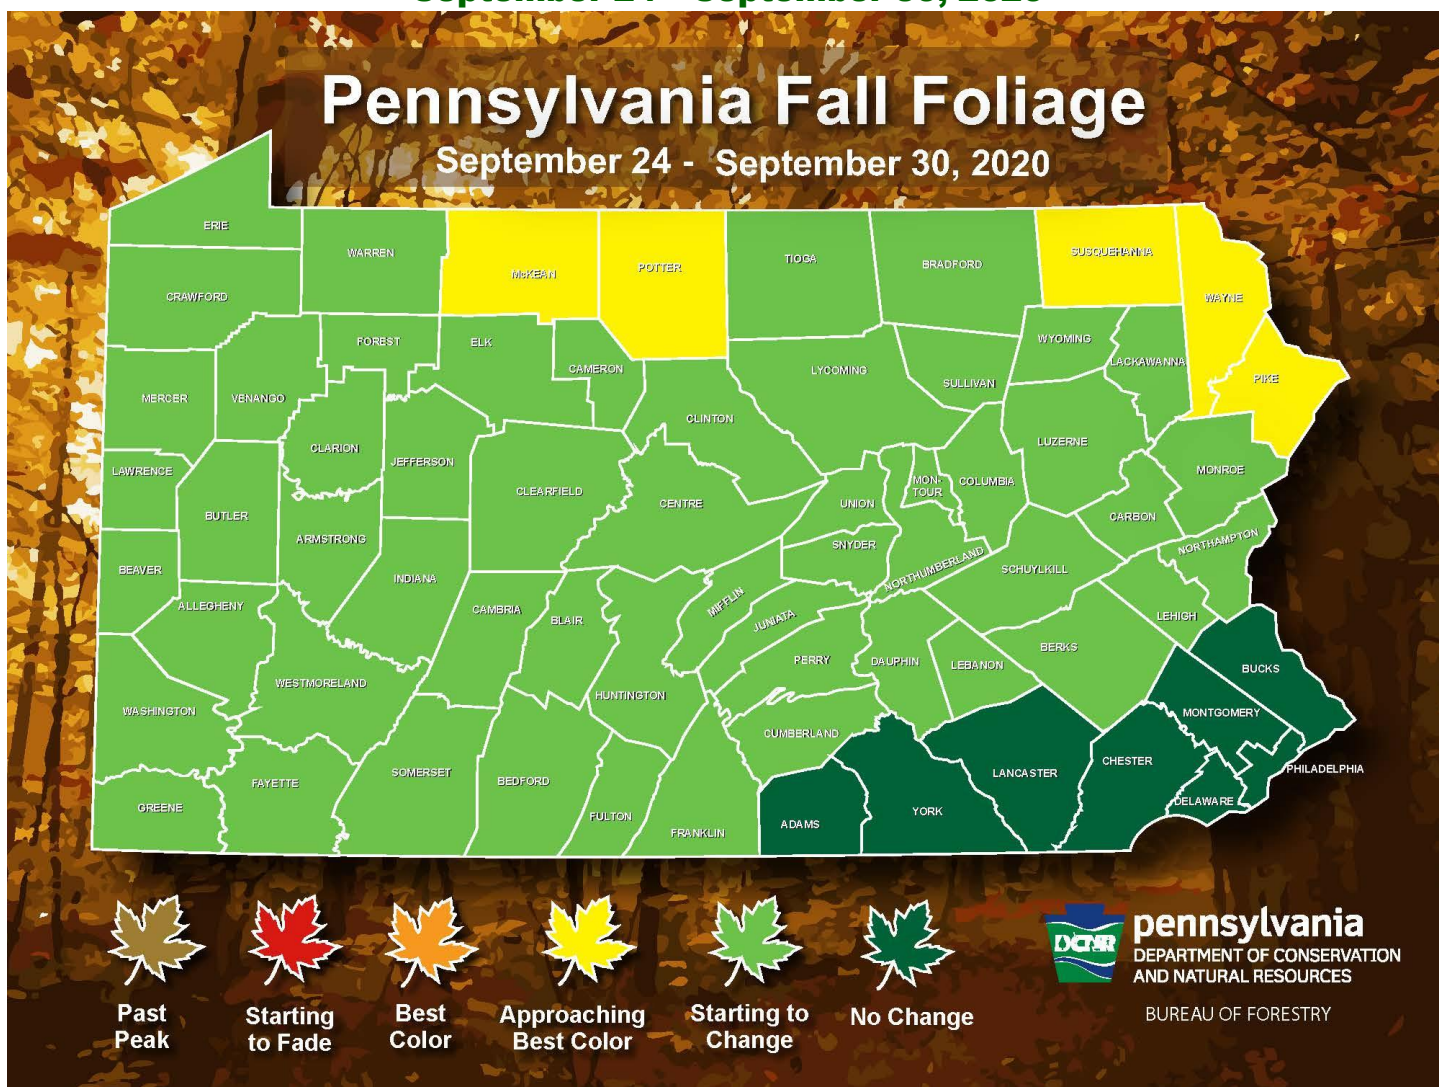 September 24 - September 30, 2020
Pennsylvania Fall Foliage
September 24 - September 30, 2020
ERIE
WARREN
McKEAN
POTTER
TIOGA
BRADFORD
SUSQUEHANNA
WAYNE
CRAWFORD
FOREST
ELK
CAMERON
LYCOMING
SULLIVAN
WYOMING
LACKAWANNA
PIKE
MERCER
VENANGO
CLARION
JEFFERSON
CLINTON
LUZERNE
MONROE
LAWRENCE
BUTLER
ARMSTRONG
CLEARFIELD
CENTRE
UNION
MON-
TOUR
COLUMBIA
CARBON
NORTHAMPTON
BEAVER
ALLEGHENY
INDIANA
CAMBRIA
BLAIR
MIFFLIN
JUNIATA
SNYDER
NORTHUMBERLAND
SCHUYLKILL
LEHIGH
WASHINGTON
WESTMORELAND
HUNTINGTON
PERRY
DAUPHIN
LEBANON
BERKS
BUCKS
MONTGOMERY
GREENE
FAYETTE
SOMERSET
BEDFORD
FULTON
FRANKLIN
CUMBERLAND
ADAMS
YORK
LANCASTER
CHESTER
DELAWARE
PHILADELPHIA
Past
Peak
Starting
to Fade
Best
Color
Approaching
Best Color
Starting to
Change
No Change
DCNR
pennsylvania
DEPARTMENT OF CONSERVATION
AND NATURAL RESOURCES
BUREAU OF FORESTRY